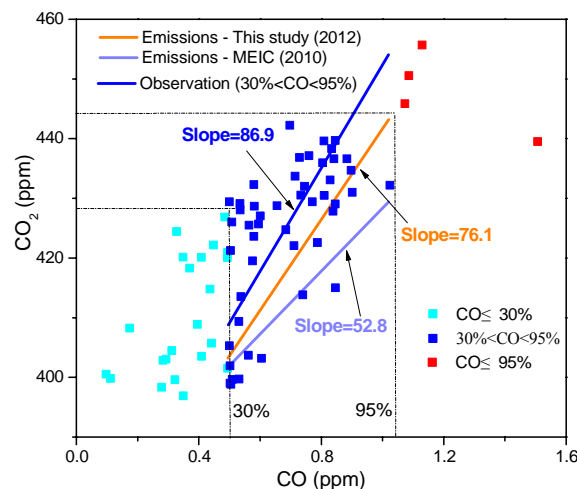 460
440
420
400
CO₂ (ppm)
Emissions - This study (2012)
Emissions - MEIC (2010)
Observation (30%<CO<95%)
Slope=86.9
Slope=76.1
Slope=52.8
CO≤ 30%
30%<CO<95%
CO≤ 95%
30%
95%
0.0 0.4 0.8 1.2 1.6
CO (ppm)